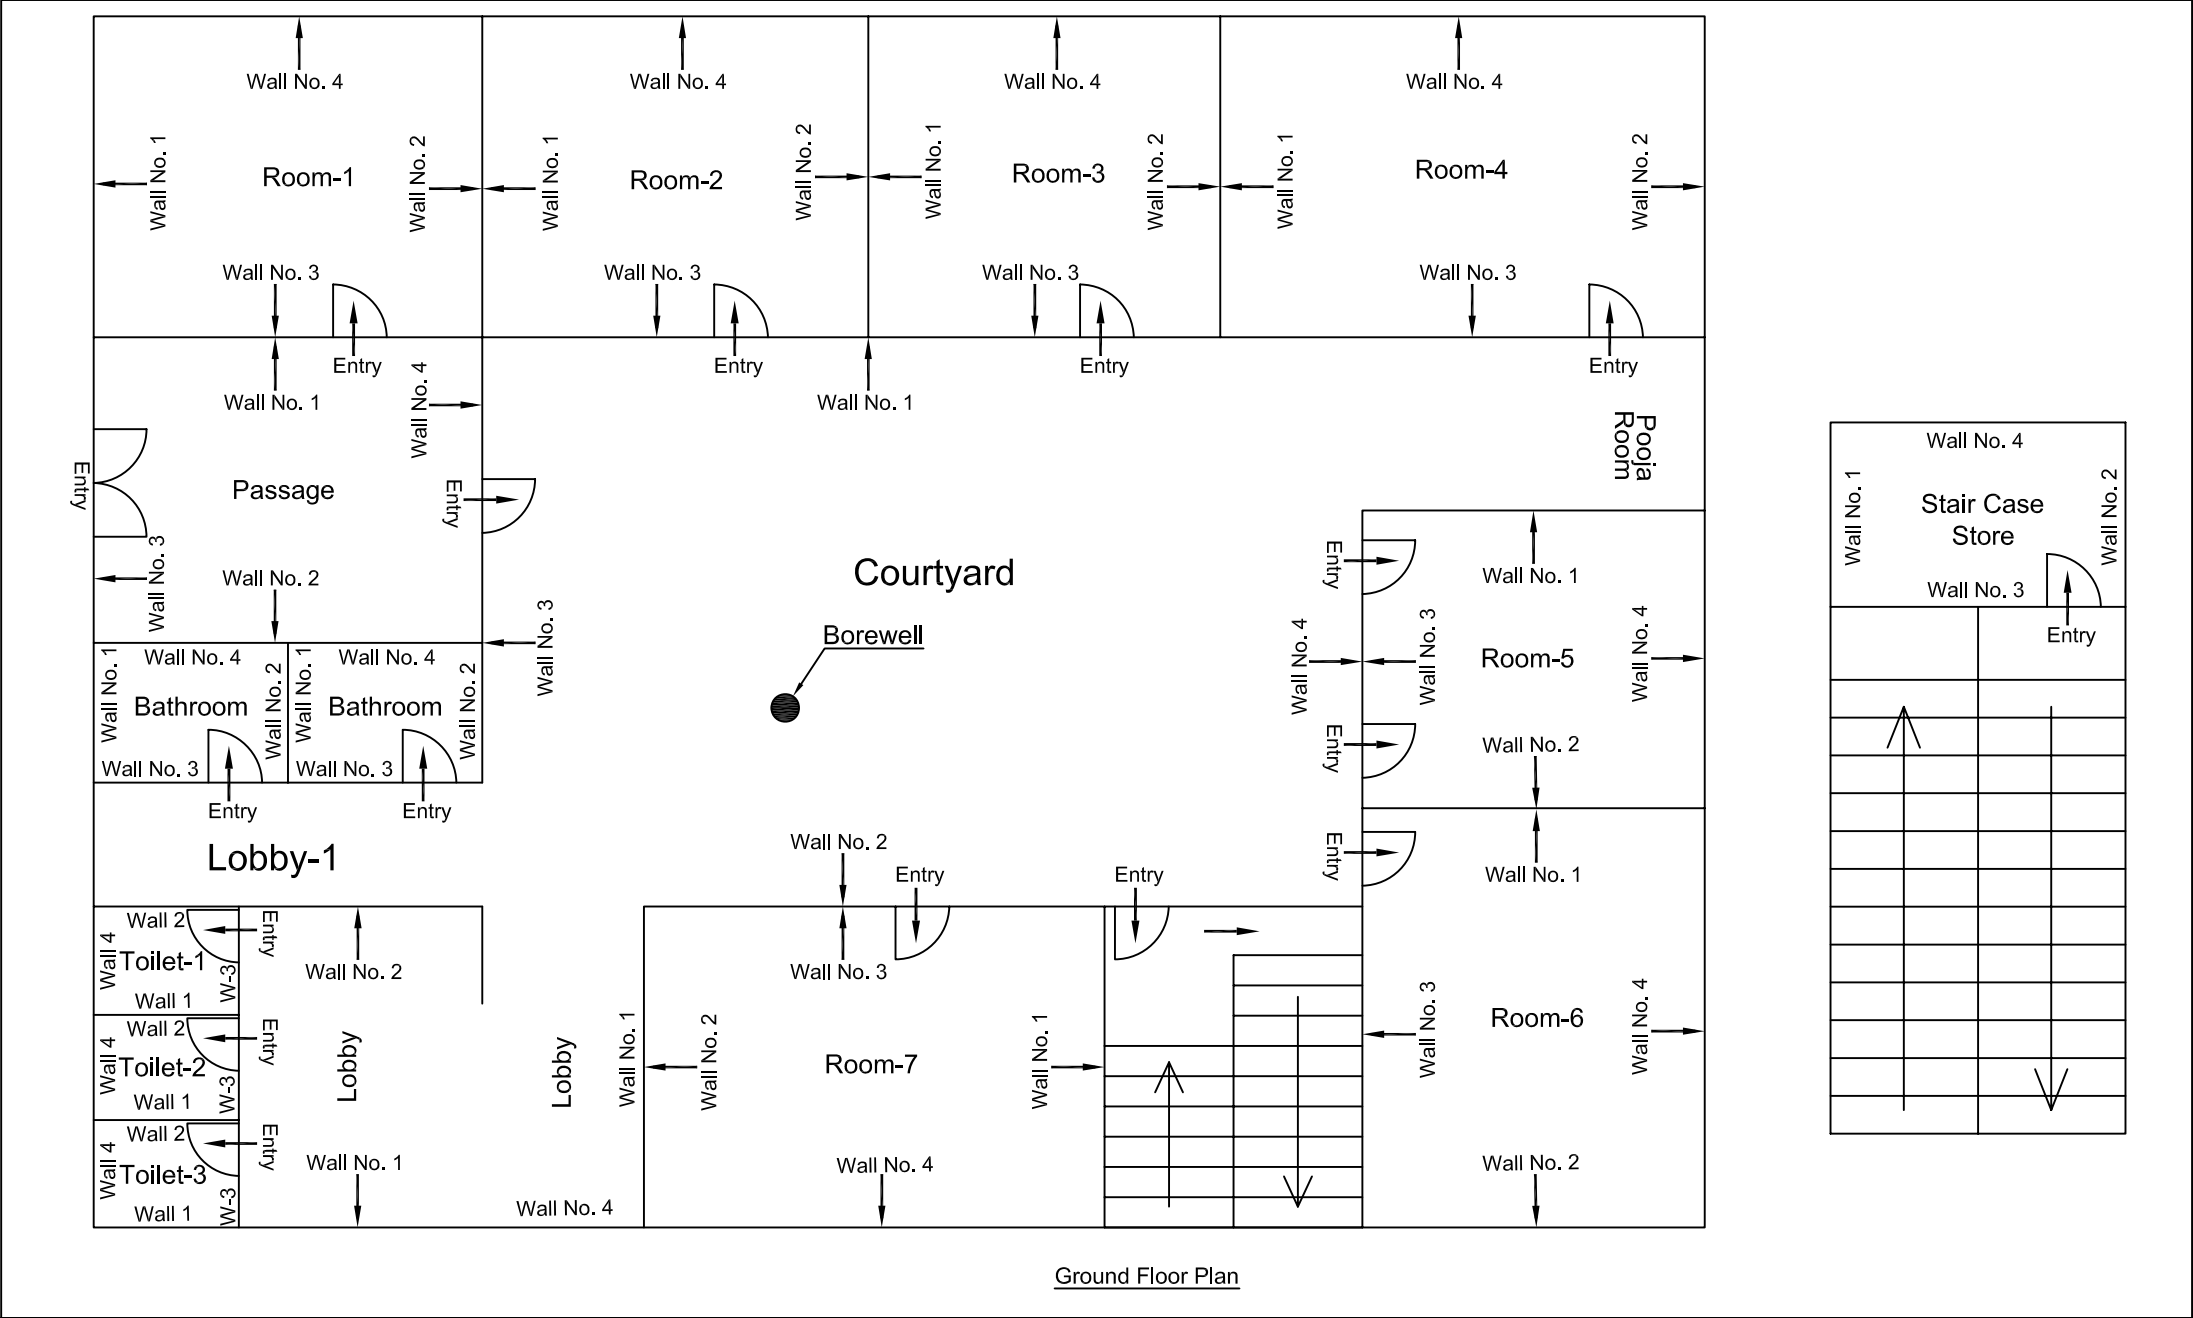 Wall No. 4
Wall No. 4
Wall No. 4
Wall No. 4
Wall No. 1
Room-1
Wall No. 2
Wall No. 1
Room-2
Wall No. 2
Wall No. 1
Room-3
Wall No. 2
Wall No. 1
Room-4
Wall No. 2
Wall No. 3
Wall No. 3
Wall No. 3
Wall No. 3
Entry
Entry
Entry
Entry
Wall No. 1
Wall No. 4
Wall No. 1
Pooja
Room
Entry
Passage
Entry
Wall No. 3
Wall No. 2
Courtyard
Borewell
Wall No. 3
Wall No. 4
Entry
Wall No. 1
Wall No. 3
Room-5
Wall No. 4
Wall No. 2
Entry
Wall No. 4
Wall No. 1
Stair Case
Store
Wall No. 2
Wall No. 3
Entry
Wall No. 1
Wall No. 4
Bathroom
Wall No. 2
Wall No. 3
Entry
Wall No. 1
Wall No. 4
Bathroom
Wall No. 2
Wall No. 3
Entry
Lobby-1
Wall No. 2
Entry
Entry
Entry
Wall No. 1
Wall No. 3
Room-6
Wall No. 4
Wall No. 2
Wall 2
Entry
Wall 4
Toilet-1
W-3
Wall 1
Wall 2
Entry
Wall 4
Toilet-2
W-3
Wall 1
Wall 2
Entry
Wall 4
Toilet-3
W-3
Wall 1
Wall No. 2
Lobby
Wall No. 1
Lobby
Wall No. 1
Wall No. 4
Wall No. 3
Wall No. 2
Room-7
Wall No. 1
Wall No. 4
Ground Floor Plan